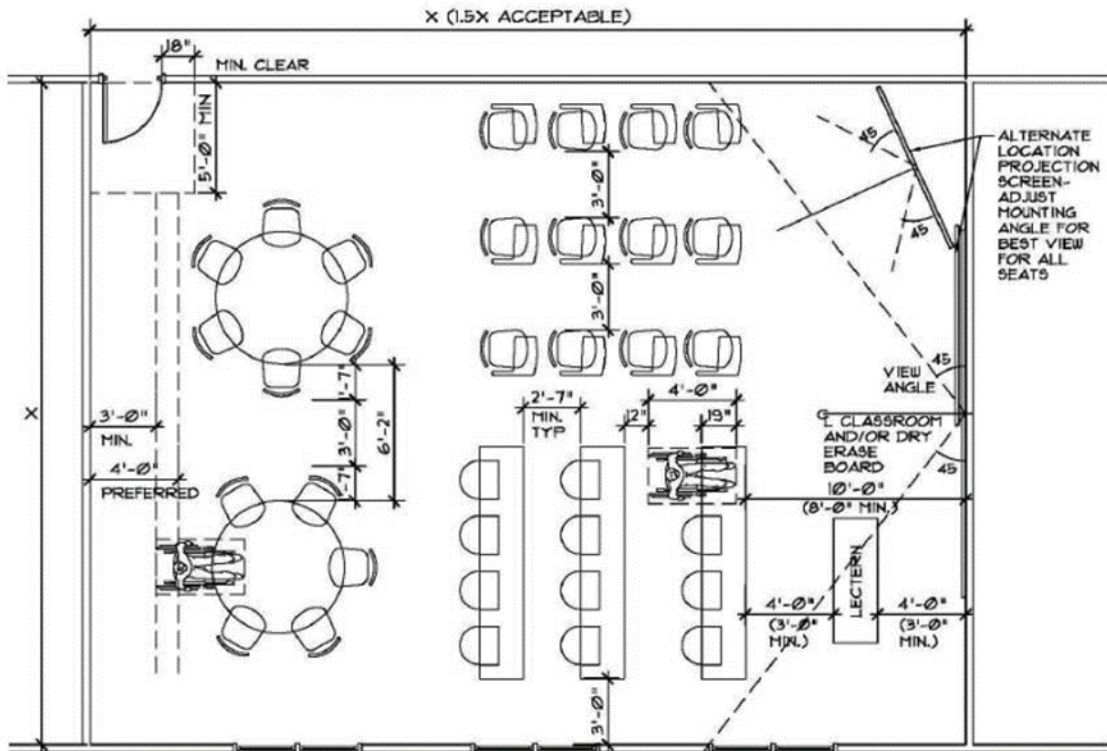 X (1.5X ACCEPTABLE)
18"
MIN. CLEAR
5'-0" MIN
45
45
ALTERNATE
LOCATION
PROJECTION
SCREEN-
ADJUST
MOUNTING
ANGLE FOR
BEST VIEW
FOR ALL
SEATS
3'-0"
3'-0"
X
45
VIEW
ANGLE
1'-7"
3'-0"
6'-2"
1'-7"
3'-0"
MIN.
4'-0"
PREFERRED
2'-7"
MIN.
TYP
12"
4'-0"
19"
CLASSROOM
AND/OR DRY
ERASE
BOARD
45
10'-0"
(8'-0" MIN.)
LECTERN
4'-0"
(3'-0"
MIN.)
4'-0"
(3'-0"
MIN.)
3'-0"